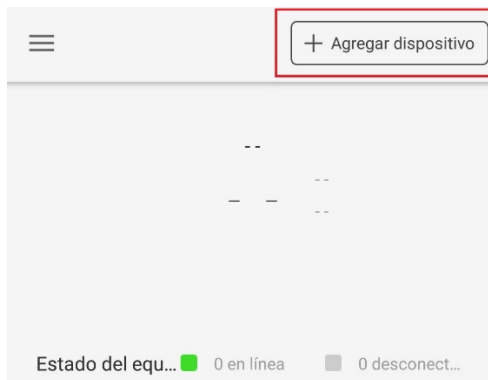 + Agregar dispositivo
--
-- --
--
Estado del equ... 0 en línea 0 desconect...